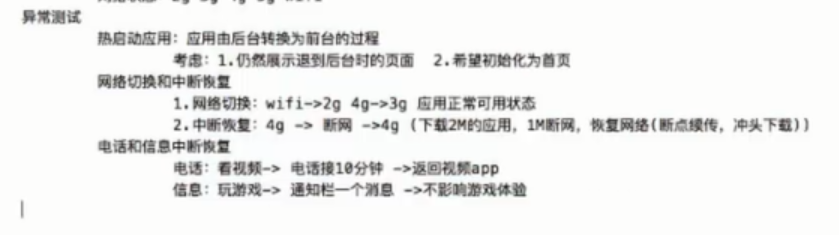 异常测试
热启动应用：应用由后台转换为前台的过程
考虑：1.仍然展示退到后台时的页面 2.希望初始化为首页
网络切换和中断恢复
1.网络切换：wifi->2g 4g->3g 应用正常可用状态
2.中断恢复：4g -> 断网 ->4g (下载2M的应用，1M断网，恢复网络(断点续传，冲头下载))
电话和信息中断恢复
电话：看视频-> 电话接10分钟 ->返回视频app
信息：玩游戏-> 通知栏一个消息 ->不影响游戏体验